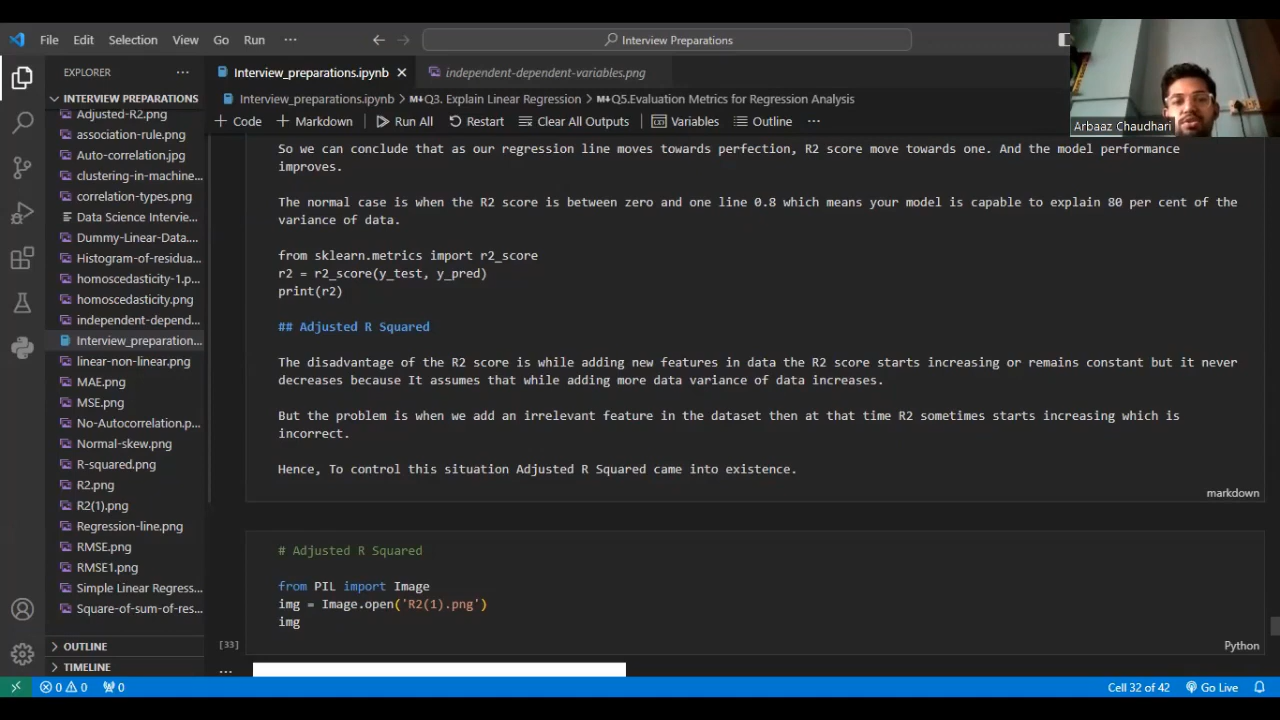 File Edit Selection View Go Run ··· Interview Preparations
EXPLORER ···
INTERVIEW PREPARATIONS
Adjusted-R2.png
association-rule.png
Auto-correlation.jpg
clustering-in-machine...
correlation-types.png
Data Science Intervie...
Dummy-Linear-Data....
Histogram-of-residua...
homoscedasticity-1.p...
homoscedasticity.png
independent-depend...
Interview_preparation...
linear-non-linear.png
MAE.png
MSE.png
No-Autocorrelation.p...
Normal-skew.png
R-squared.png
R2.png
R2(1).png
Regression-line.png
RMSE.png
RMSE1.png
Simple Linear Regress...
Square-of-sum-of-res...
OUTLINE
TIMELINE
Interview_preparations.ipynb independent-dependent-variables.png
Interview_preparations.ipynb > M+Q3. Explain Linear Regression > M+Q5.Evaluation Metrics for Regression Analysis
+ Code + Markdown Run All Restart Clear All Outputs Variables Outline ···
So we can conclude that as our regression line moves towards perfection, R2 score move towards one. And the model performance
improves.
The normal case is when the R2 score is between zero and one line 0.8 which means your model is capable to explain 80 per cent of the
variance of data.
from sklearn.metrics import r2_score
r2 = r2_score(y_test, y_pred)
print(r2)
## Adjusted R Squared
The disadvantage of the R2 score is while adding new features in data the R2 score starts increasing or remains constant but it never
decreases because It assumes that while adding more data variance of data increases.
But the problem is when we add an irrelevant feature in the dataset then at that time R2 sometimes starts increasing which is
incorrect.
Hence, To control this situation Adjusted R Squared came into existence.
markdown
# Adjusted R Squared
from PIL import Image
img = Image.open('R2(1).png')
img
[33]
Python
...
Arbaaz Chaudhari
0 0 0
Cell 32 of 42 Go Live